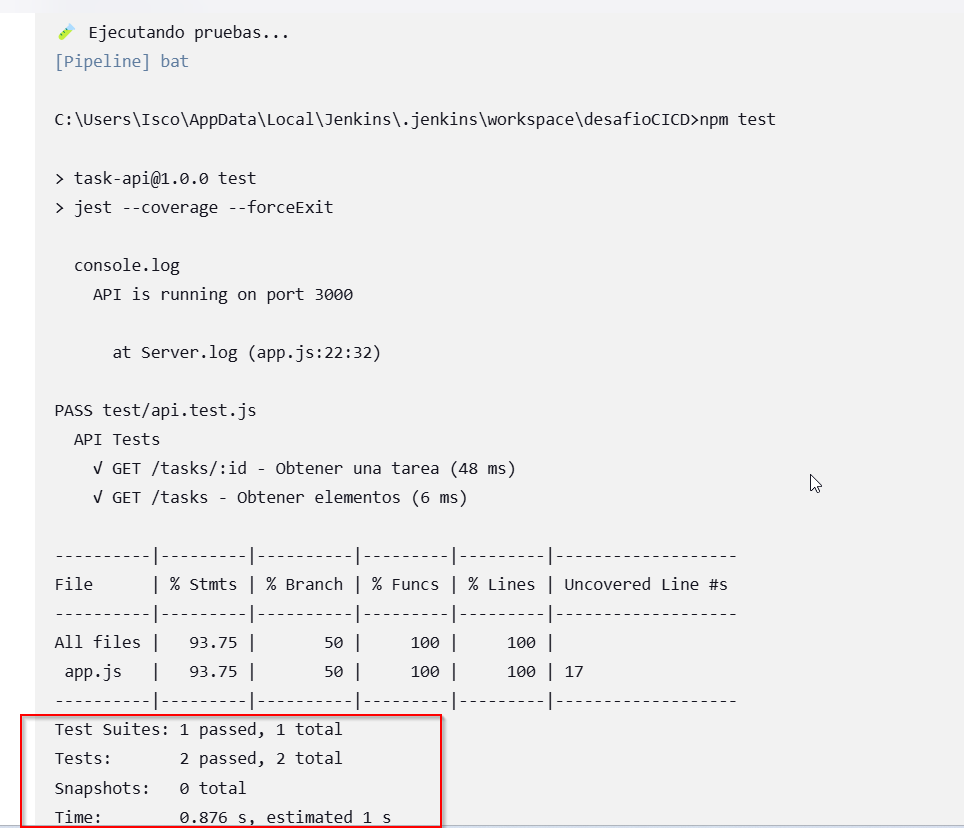 Ejecutando pruebas...
[Pipeline] bat
C:\Users\Isco\AppData\Local\Jenkins\.jenkins\workspace\desafioCICD>npm test
> task-api@1.0.0 test
> jest --coverage --forceExit
console.log
API is running on port 3000
at Server.log (app.js:22:32)
PASS test/api.test.js
API Tests
√ GET /tasks/:id - Obtener una tarea (48 ms)
√ GET /tasks - Obtener elementos (6 ms)
----------|---------|----------|---------|---------|-------------------
File      | % Stmts | % Branch | % Funcs | % Lines | Uncovered Line #s
----------|---------|----------|---------|---------|-------------------
All files |   93.75 |       50 |     100 |     100 |
 app.js   |   93.75 |       50 |     100 |     100 | 17
----------|---------|----------|---------|---------|-------------------
Test Suites: 1 passed, 1 total
Tests:       2 passed, 2 total
Snapshots:   0 total
Time:        0.876 s, estimated 1 s